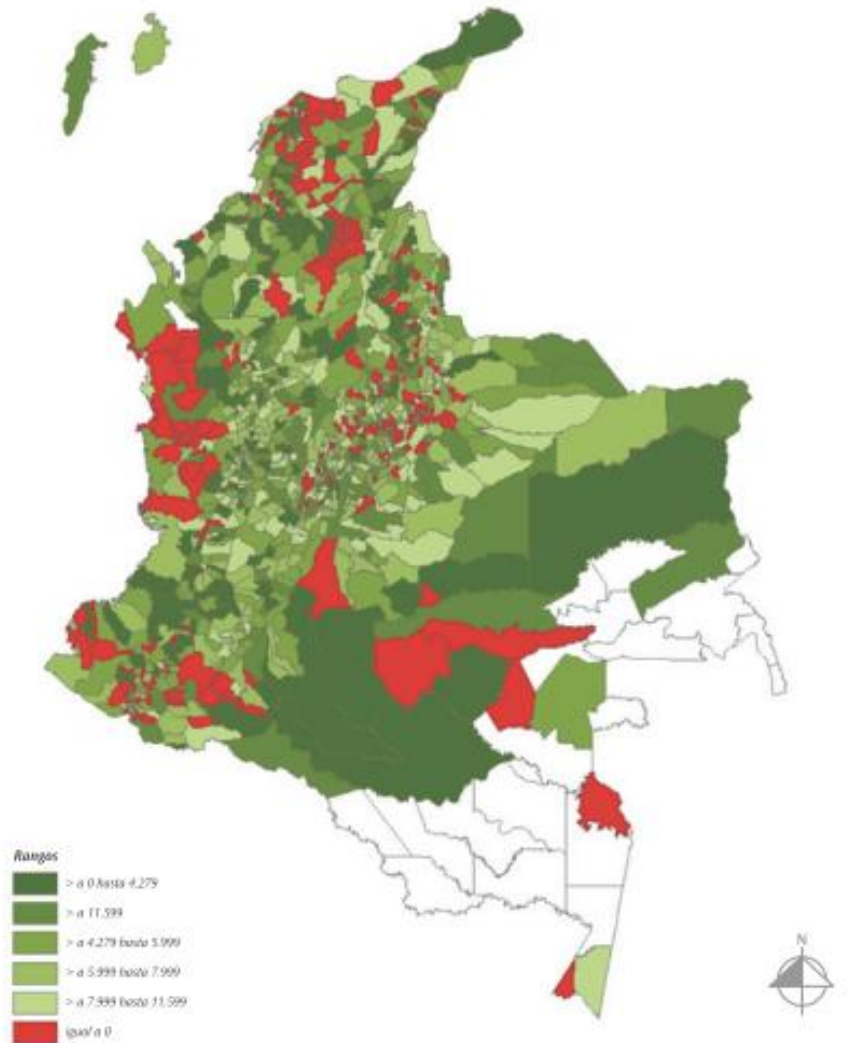 N
Rangos
> a 0 hasta 4.279
> a 11.599
> a 4.279 hasta 5.999
> a 5.999 hasta 7.999
> a 7.999 hasta 11.599
igual a 0